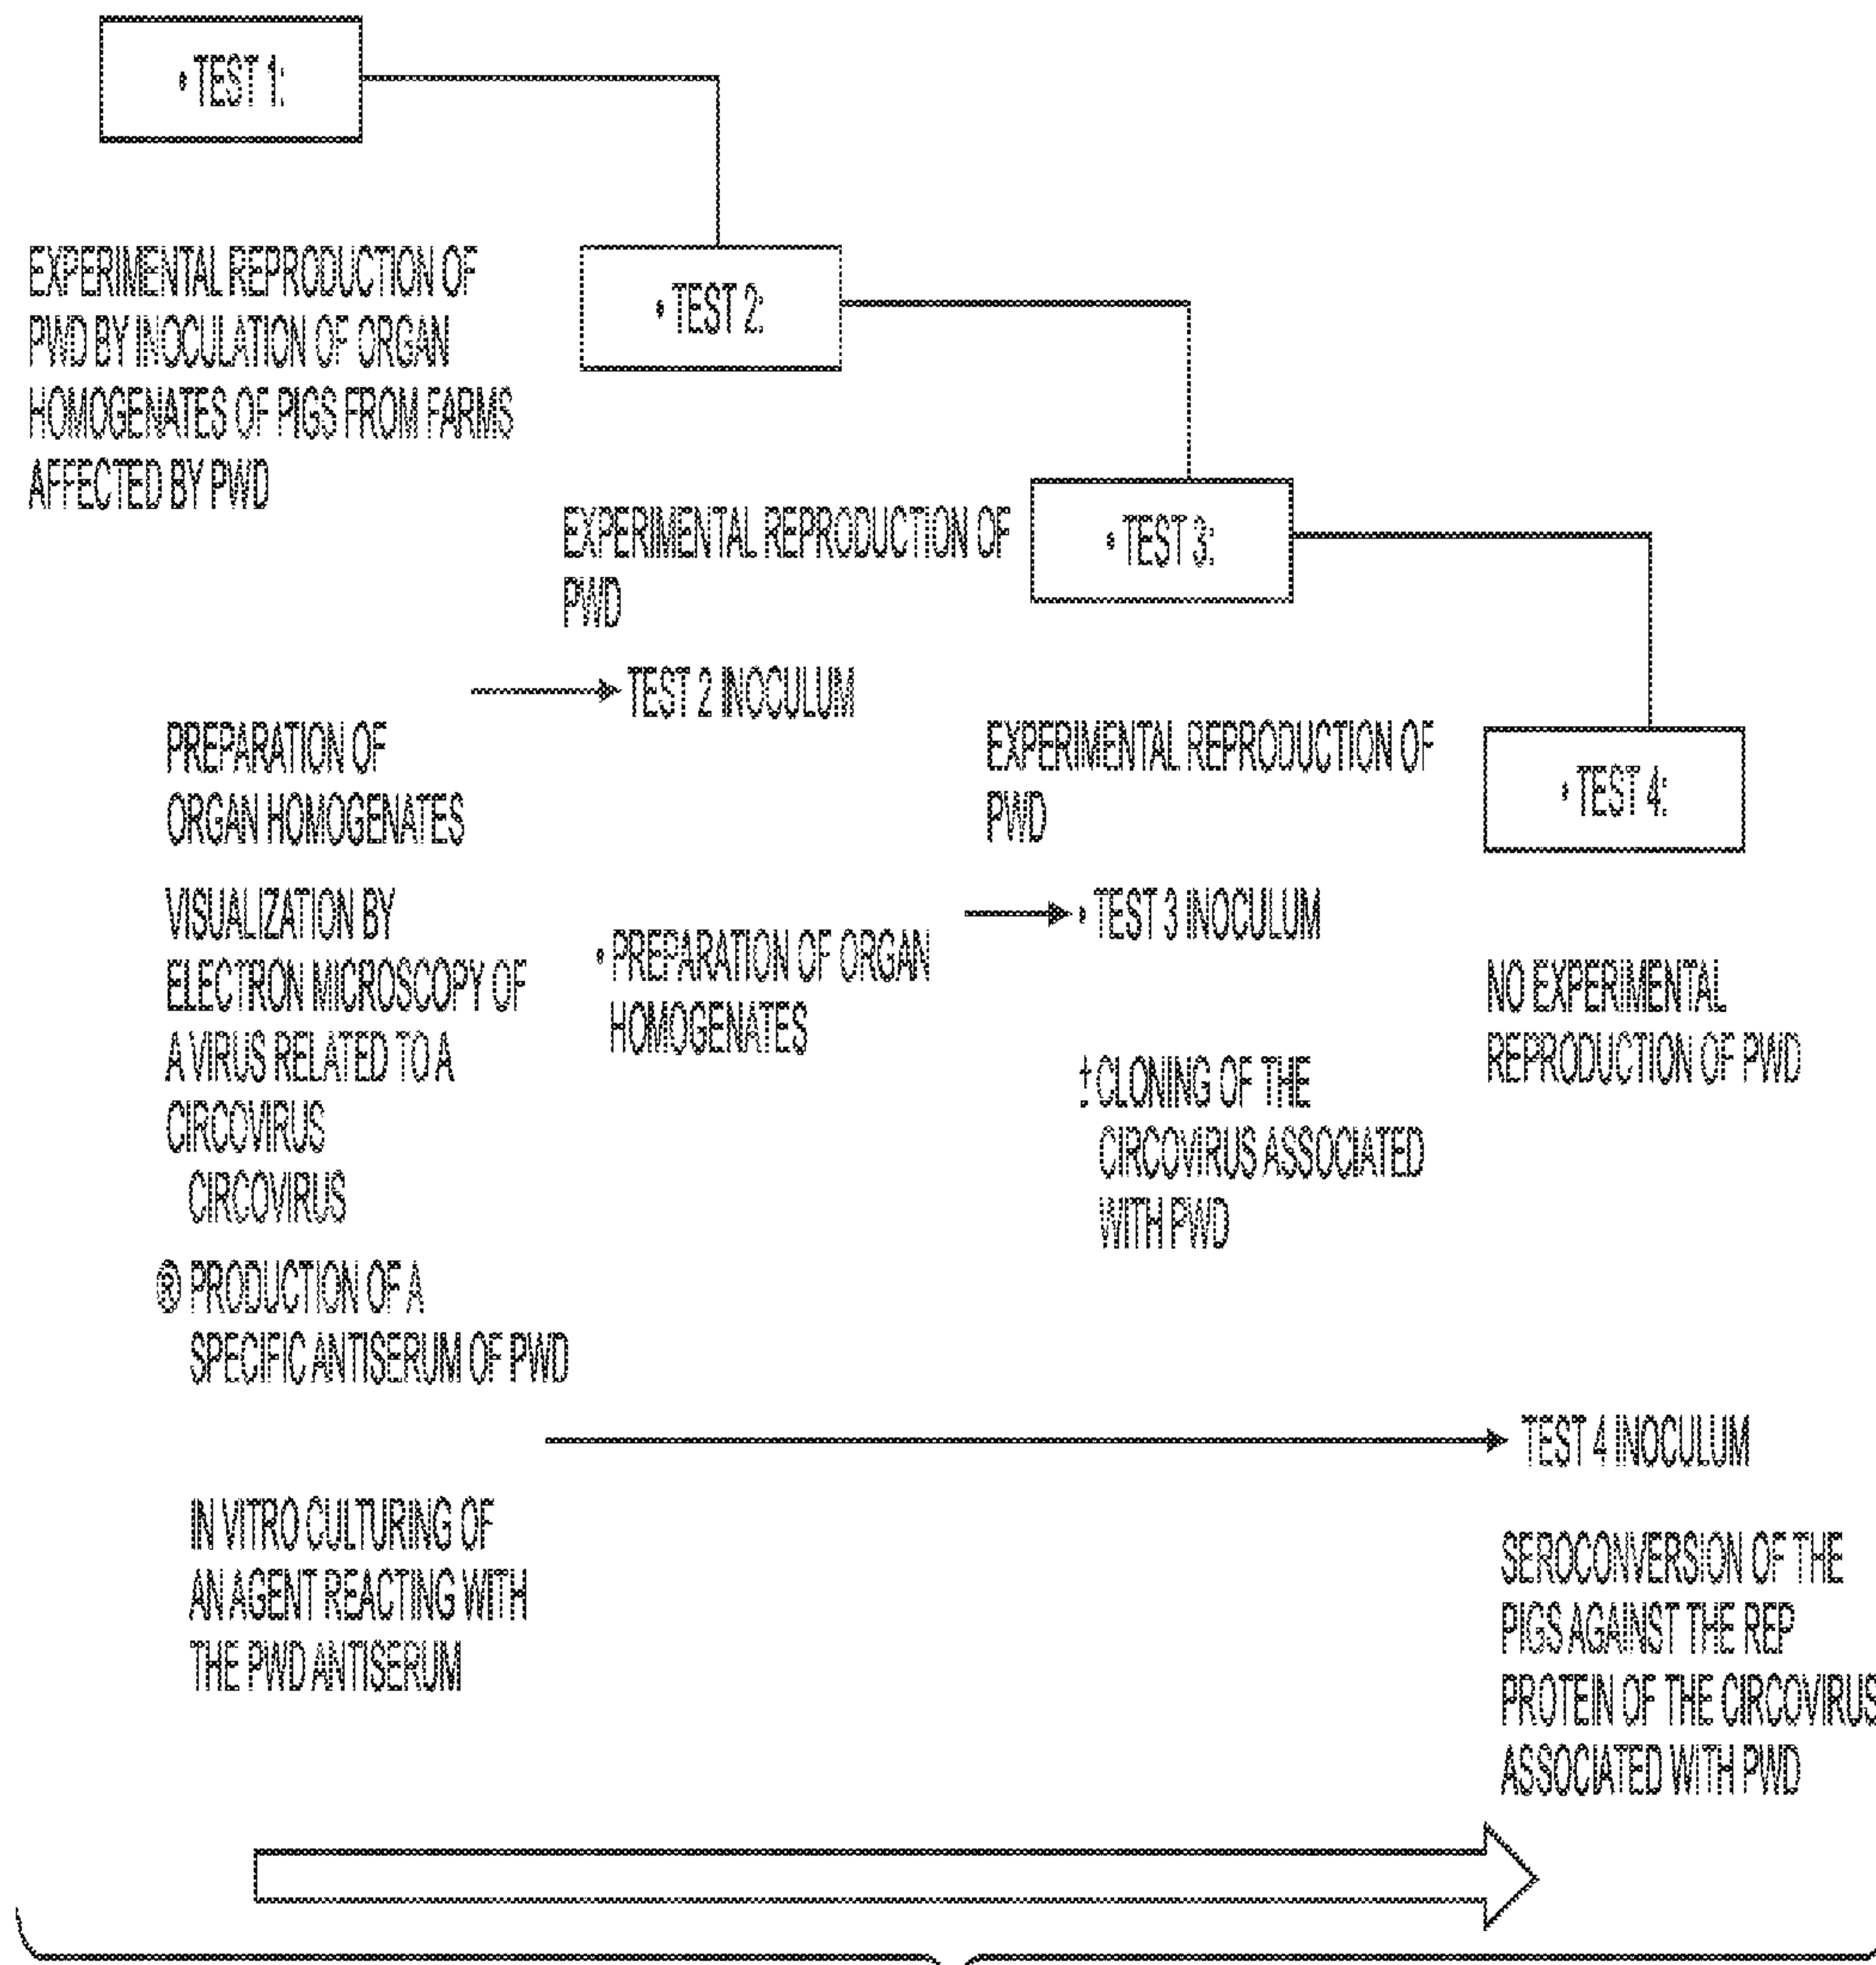 • TEST 1:
EXPERIMENTAL REPRODUCTION OF
PWD BY INOCULATION OF ORGAN
HOMOGENATES OF PIGS FROM FARMS
AFFECTED BY PWD
PREPARATION OF
ORGAN HOMOGENATES
VISUALIZATION BY
ELECTRON MICROSCOPY OF
A VIRUS RELATED TO A
CIRCOVIRUS
CIRCOVIRUS
® PRODUCTION OF A
SPECIFIC ANTISERUM OF PWD
IN VITRO CULTURING OF
AN AGENT REACTING WITH
THE PWD ANTISERUM
• TEST 2:
EXPERIMENTAL REPRODUCTION OF
PWD
TEST 2 INOCULUM
• PREPARATION OF ORGAN
HOMOGENATES
• TEST 3:
EXPERIMENTAL REPRODUCTION OF
PWD
• TEST 3 INOCULUM
‡ CLONING OF THE
CIRCOVIRUS ASSOCIATED
WITH PWD
• TEST 4:
NO EXPERIMENTAL
REPRODUCTION OF PWD
TEST 4 INOCULUM
SEROCONVERSION OF THE
PIGS AGAINST THE REP
PROTEIN OF THE CIRCOVIRUS
ASSOCIATED WITH PWD